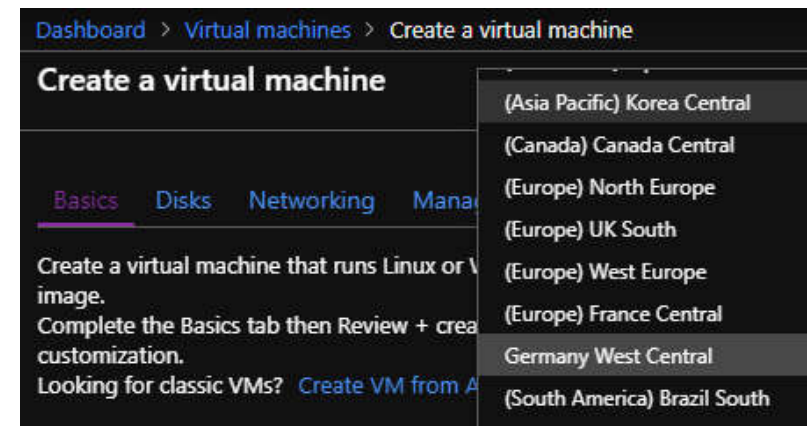 Dashboard > Virtual machines > Create a virtual machine
Create a virtual machine
Basics Disks Networking
Create a virtual machine that runs Linux or
image.
Complete the Basics tab then Review +
customization.
Looking for classic VMs? Create VM from
(Asia Pacific) Korea Central
(Canada) Canada Central
(Europe) North Europe
(Europe) UK South
(Europe) West Europe
(Europe) France Central
Germany West Central
(South America) Brazil South